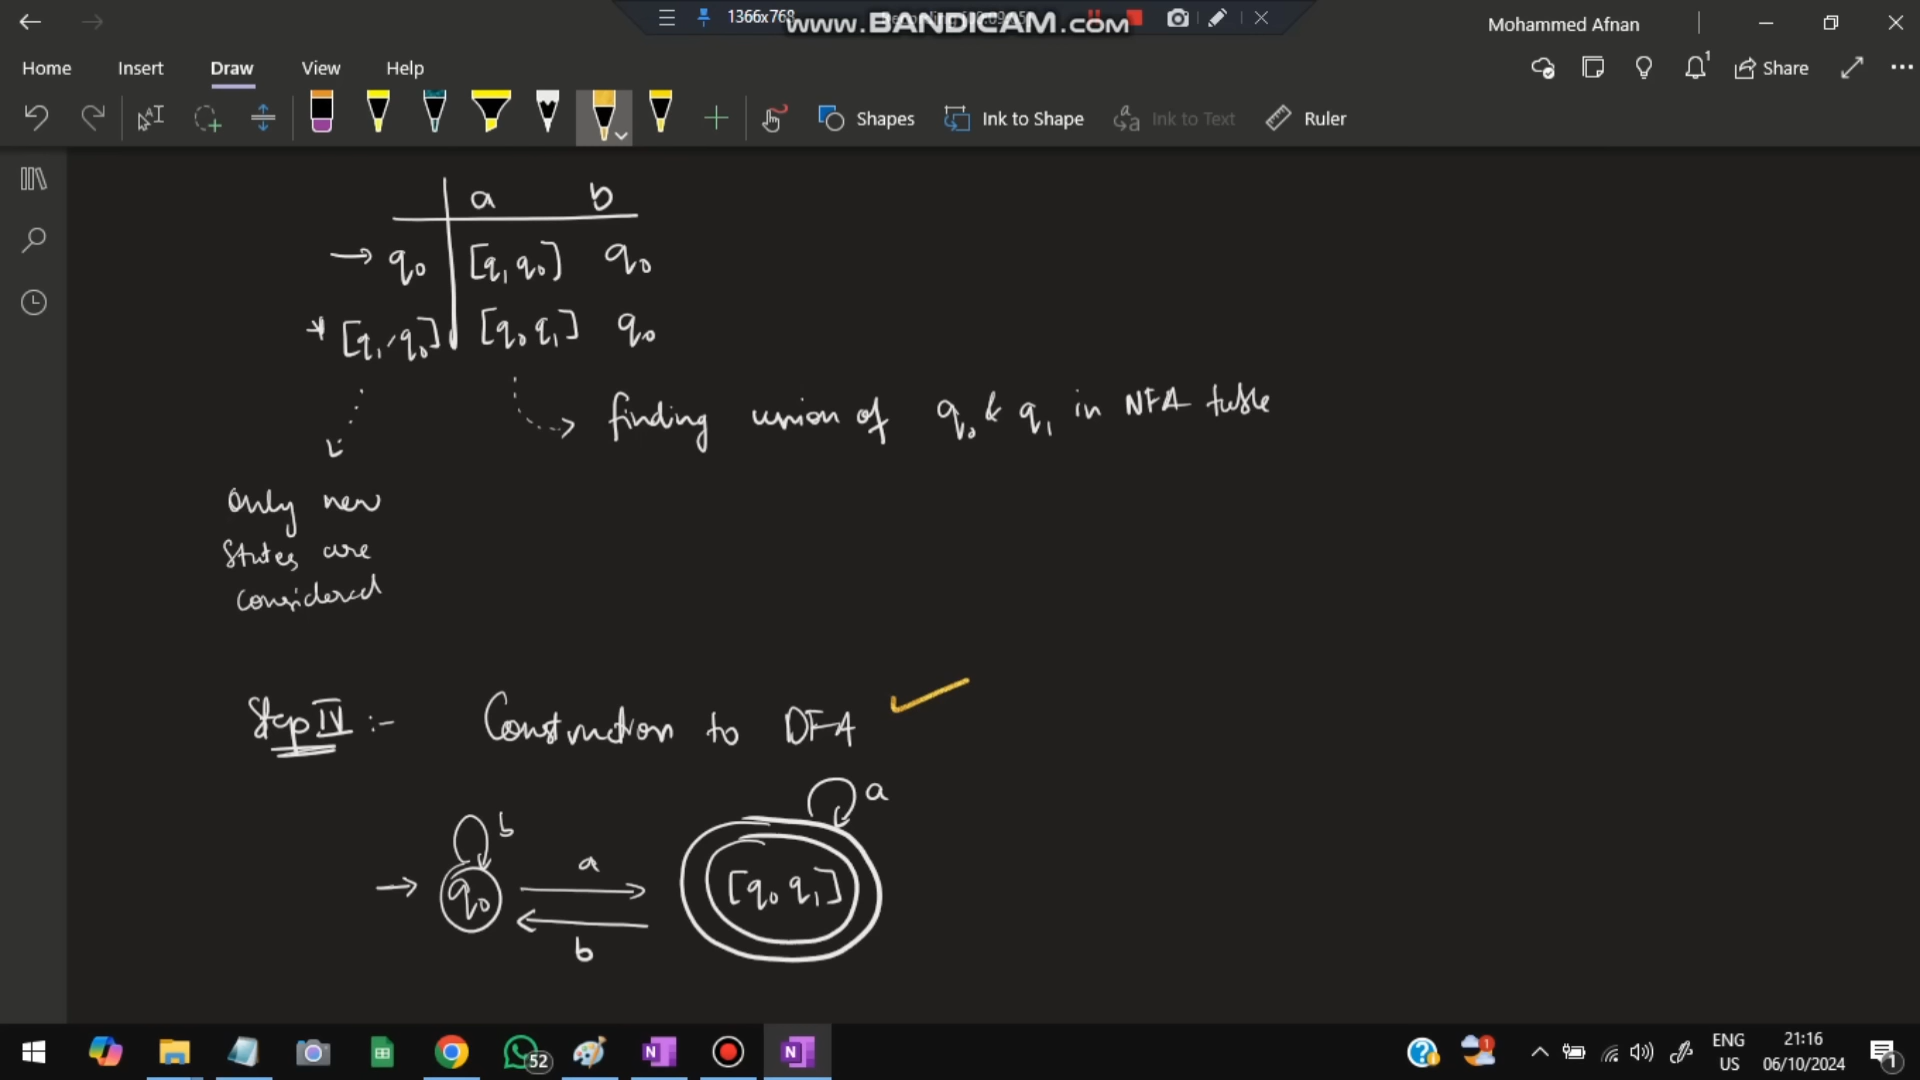 1366x768
www.BANDICAM.com
Mohammed Afnan
Home Insert Draw View Help
Share
Shapes Ink to Shape Ink to Text Ruler
a b
→ q0 [q1 q0] q0
* [q1, q0] [q0 q1] q0
finding union of q0 & q1 in NFA table
Only new
States are
considered
Step IV :- Construction to DFA
a
b
a
→ q0 [q0 q1]
b
52
ENG
US
21:16
06/10/2024